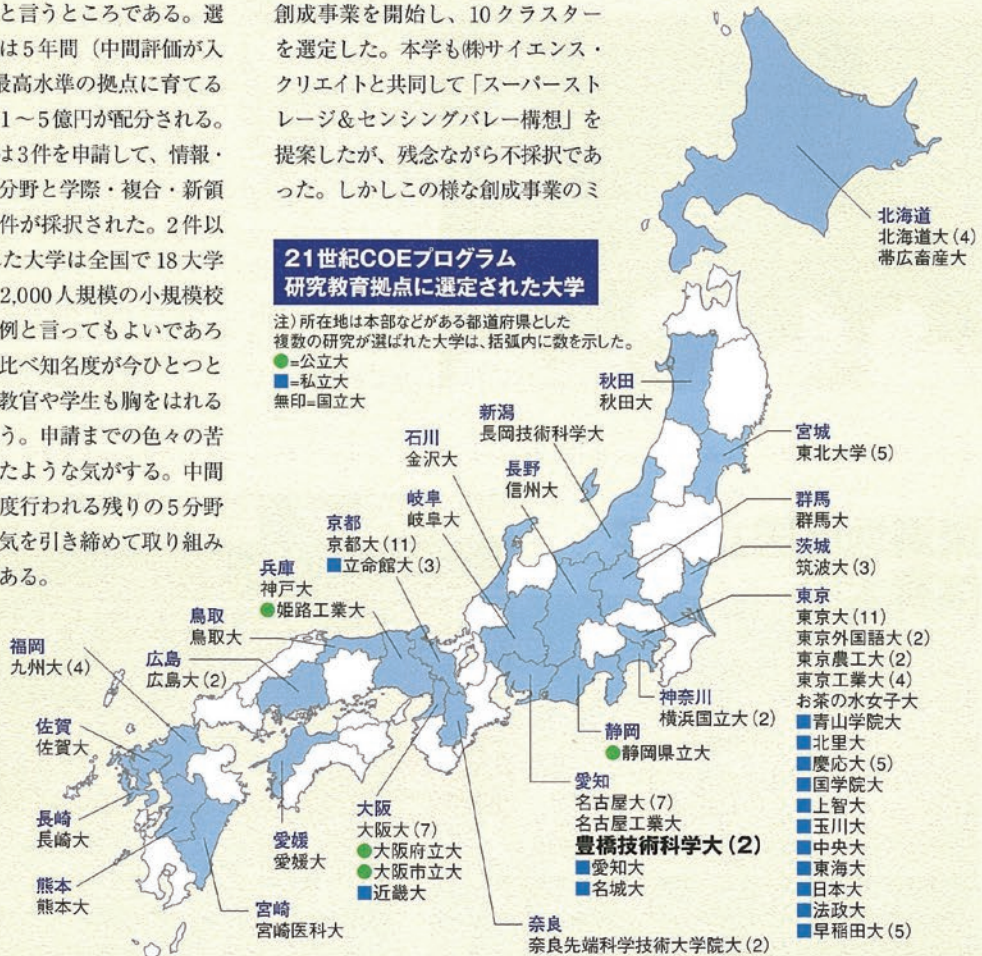 と言うところである。選
は5年間（中間評価が入
最高水準の拠点に育てる
1～5億円が配分される。
は3件を申請して、情報・
分野と学際・複合・新領
件が採択された。2件以
た大学は全国で18大学
2,000人規模の小規模校
例と言ってもよいであろ
比べ知名度が今ひとつと
教官や学生も胸をはれる
う。申請までの色々の苦
たような気がする。中間
度行われる残りの5分野
気を引き締めて取り組み
ある。
創成事業を開始し、10クラスター
を選定した。本学も㈱サイエンス・
クリエイトと共同して「スーパースト
レージ＆センシングバレー構想」を
提案したが、残念ながら不採択であ
った。しかしこの様な創成事業のミ
21世紀COEプログラム
研究教育拠点に選定された大学
注）所在地は本部などがある都道府県とした
複数の研究が選ばれた大学は、括弧内に数を示した。
●=公立大
■=私立大
無印=国立大
北海道
北海道大(4)
帯広畜産大
秋田
秋田大
宮城
東北大学(5)
新潟
長岡技術科学大
石川
金沢大
長野
信州大
岐阜
岐阜大
群馬
群馬大
茨城
筑波大(3)
京都
京都大(11)
■立命館大(3)
兵庫
神戸大
●姫路工業大
鳥取
鳥取大
広島
広島大(2)
福岡
九州大(4)
佐賀
佐賀大
長崎
長崎大
熊本
熊本大
宮崎
宮崎医科大
愛媛
愛媛大
大阪
大阪大(7)
●大阪府立大
●大阪市立大
■近畿大
奈良
奈良先端科学技術大学院大(2)
愛知
名古屋大(7)
名古屋工業大
豊橋技術科学大(2)
■愛知大
■名城大
静岡
●静岡県立大
神奈川
横浜国立大(2)
東京
東京大(11)
東京外国語大(2)
東京農工大(2)
東京工業大(4)
お茶の水女子大
■青山学院大
■北里大
■慶応大(5)
■国学院大
■上智大
■玉川大
■中央大
■東海大
■日本大
■法政大
■早稲田大(5)